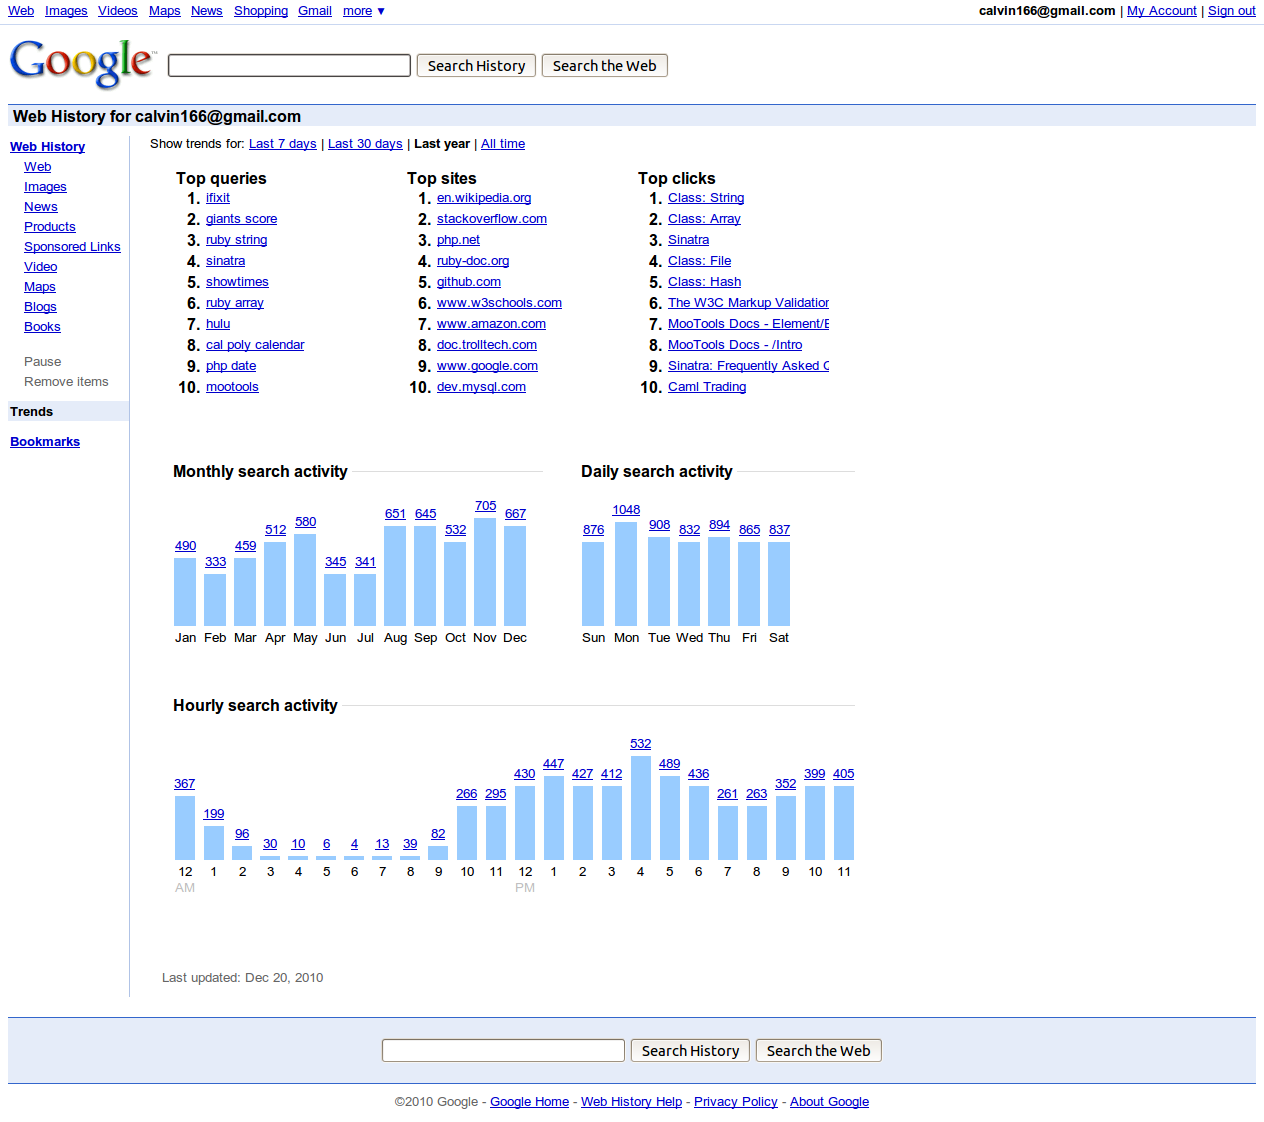 Web Images Videos Maps News Shopping Gmail more ▼ calvin166@gmail.com | My Account | Sign out
Google™ Search History Search the Web
Web History for calvin166@gmail.com
Web History
Web
Images
News
Products
Sponsored Links
Video
Maps
Blogs
Books
Pause
Remove items
Trends
Bookmarks
Show trends for: Last 7 days | Last 30 days | Last year | All time
Top queries
1. ifixit
2. giants score
3. ruby string
4. sinatra
5. showtimes
6. ruby array
7. hulu
8. cal poly calendar
9. php date
10. mootools
Top sites
1. en.wikipedia.org
2. stackoverflow.com
3. php.net
4. ruby-doc.org
5. github.com
6. www.w3schools.com
7. www.amazon.com
8. doc.trolltech.com
9. www.google.com
10. dev.mysql.com
Top clicks
1. Class: String
2. Class: Array
3. Sinatra
4. Class: File
5. Class: Hash
6. The W3C Markup Validation
7. MooTools Docs - Element/E
8. MooTools Docs - /Intro
9. Sinatra: Frequently Asked
10. Caml Trading
Monthly search activity
490 333 459 512 580 345 341 651 645 532 705 667
Jan Feb Mar Apr May Jun Jul Aug Sep Oct Nov Dec
Daily search activity
876 1048 908 832 894 865 837
Sun Mon Tue Wed Thu Fri Sat
Hourly search activity
367 199 96 30 10 6 4 13 39 82 266 295 430 447 427 412 532 489 436 261 263 352 399 405
12 1 2 3 4 5 6 7 8 9 10 11 12 1 2 3 4 5 6 7 8 9 10 11
AM PM
Last updated: Dec 20, 2010
Search History Search the Web
©2010 Google - Google Home - Web History Help - Privacy Policy - About Google